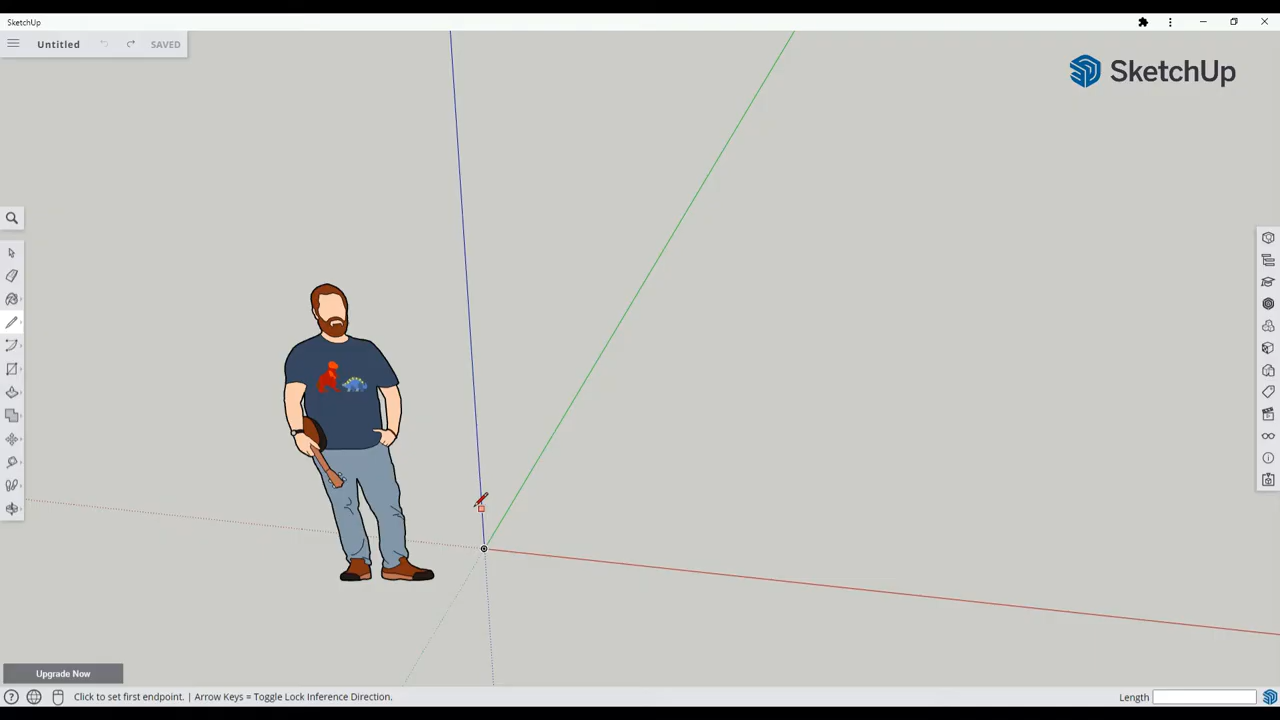 SketchUp
Untitled
SAVED
SketchUp
Upgrade Now
Click to set first endpoint. | Arrow Keys = Toggle Lock Inference Direction.
Length